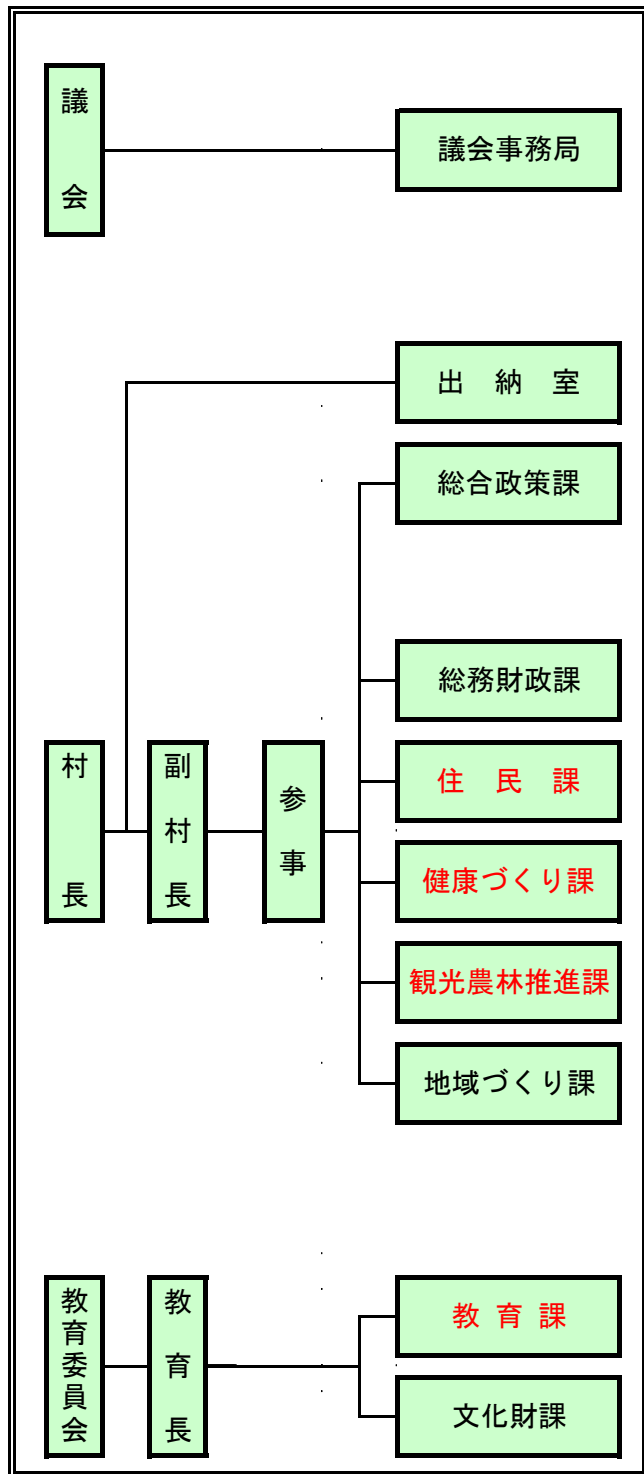 議会
議会事務局
出納室
総合政策課
総務財政課
村長
副村長
参事
住民課
健康づくり課
観光農林推進課
地域づくり課
教育委員会
教育長
教育課
文化財課